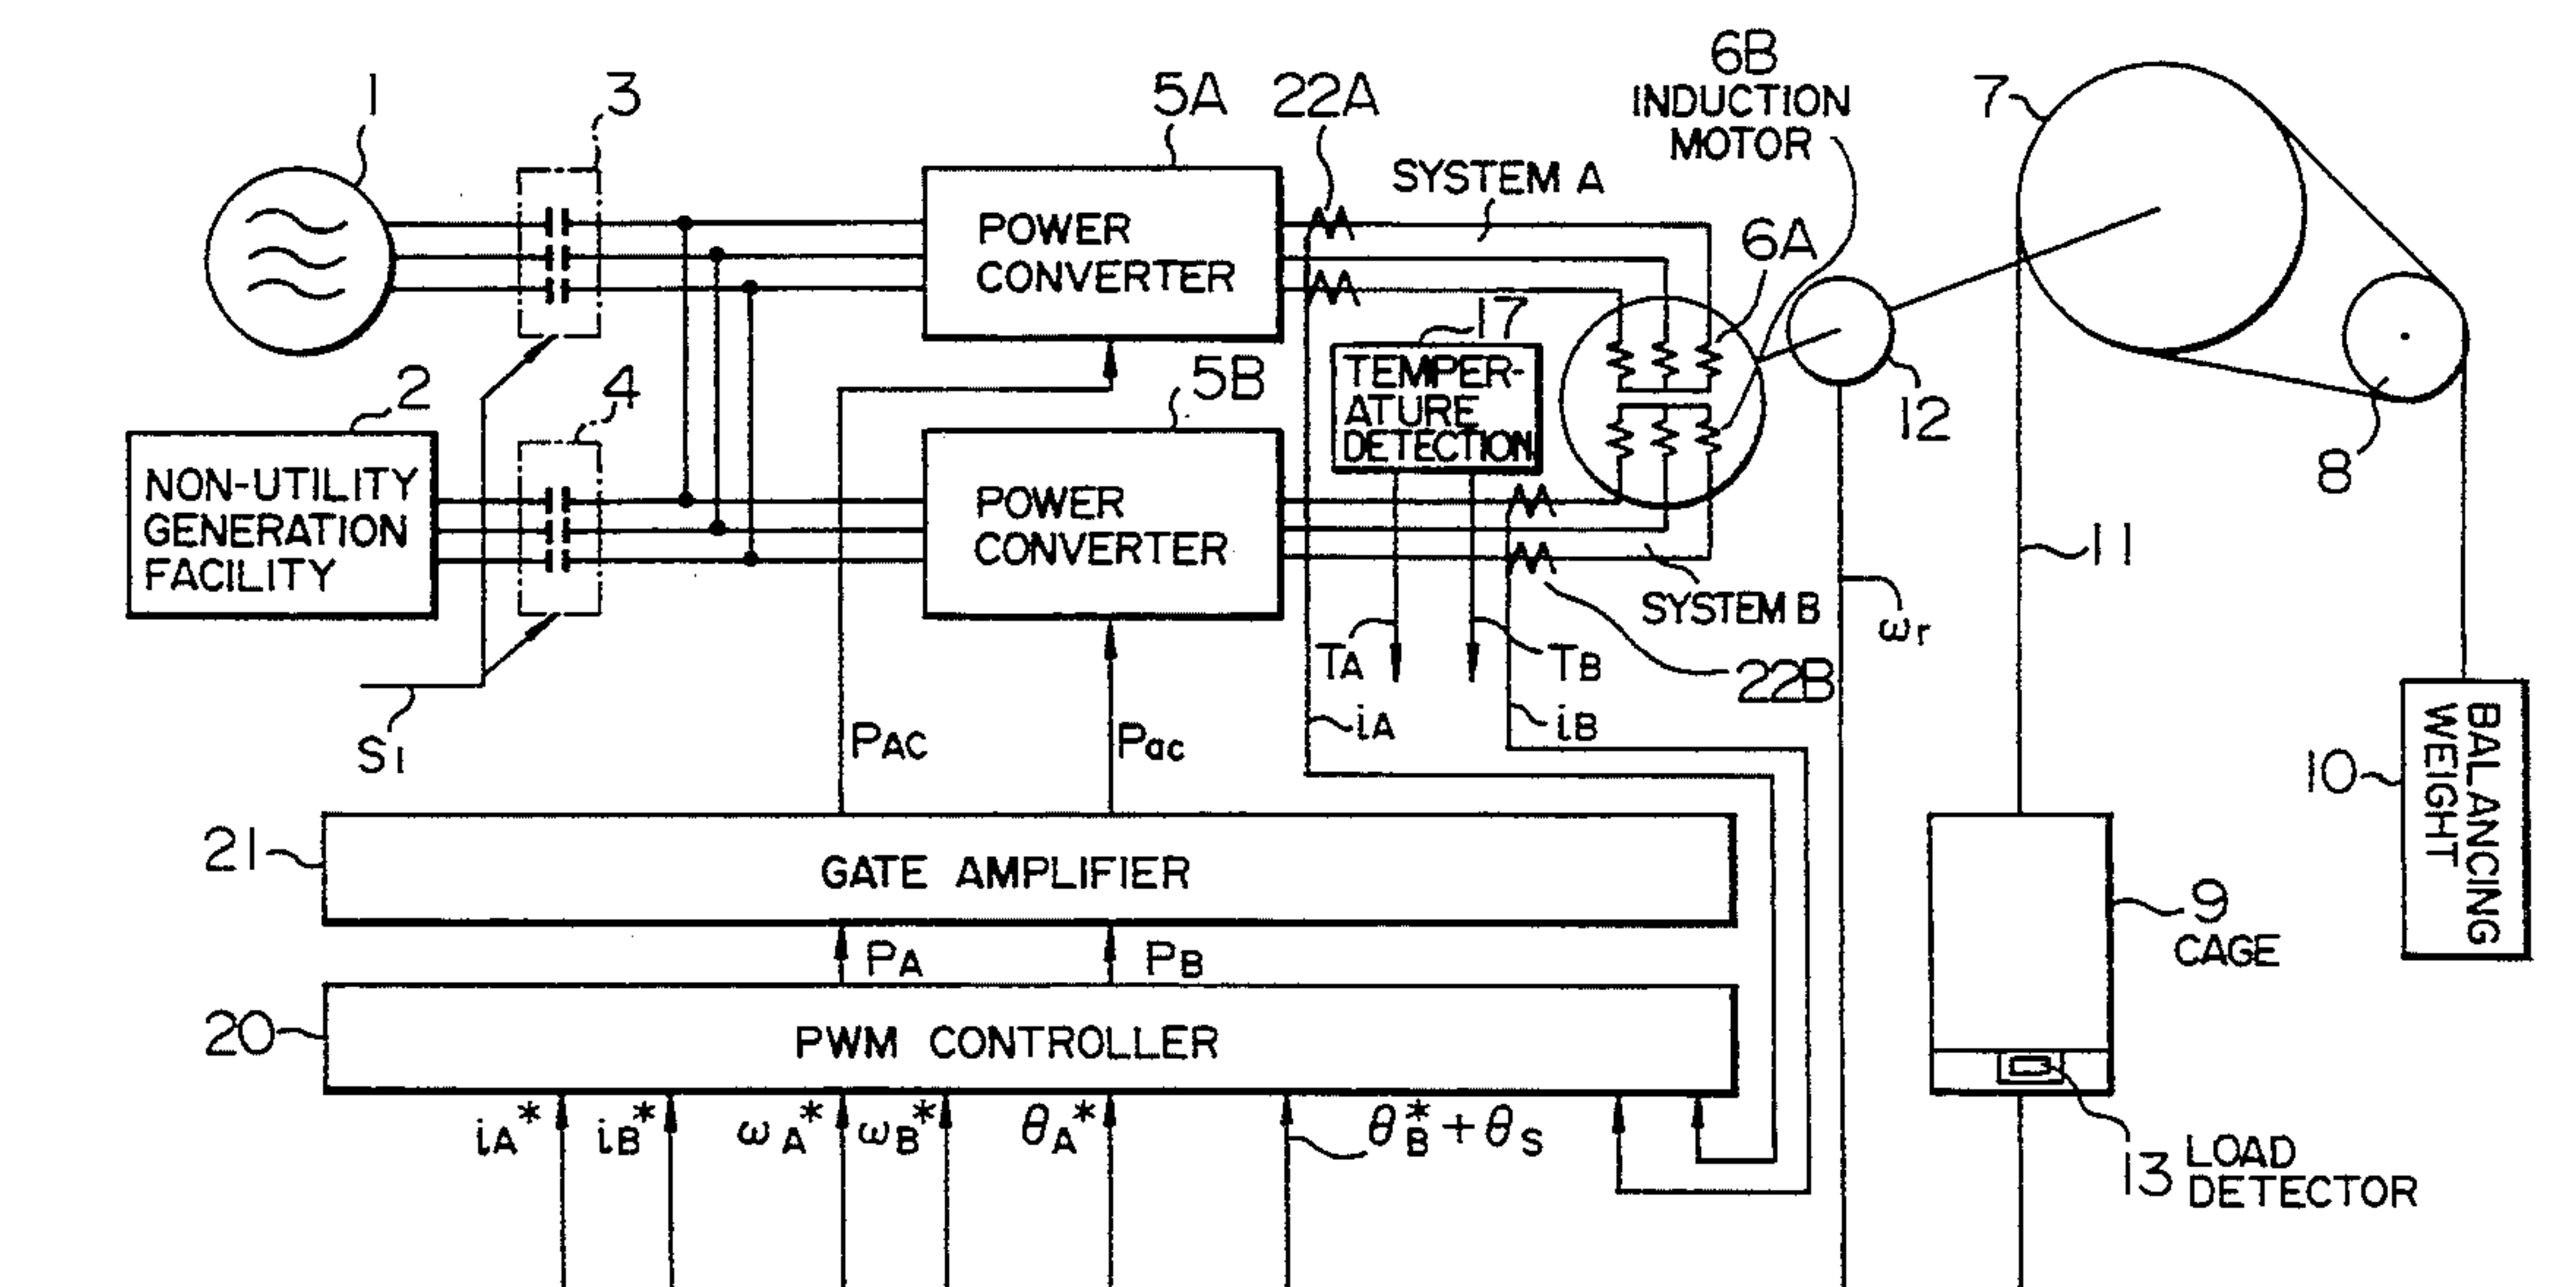 1
3
5A
22A
6B
INDUCTION
MOTOR
7
SYSTEM A
6A
POWER
CONVERTER
17
TEMPER-
ATURE
DETECTION
12
8
2
4
5B
NON-UTILITY
GENERATION
FACILITY
POWER
CONVERTER
11
SYSTEM B
ωr
TA
TB
22B
S1
PAC
Pac
iA
iB
10
BALANCING
WEIGHT
21
GATE AMPLIFIER
9
CAGE
PA
PB
20
PWM CONTROLLER
iA*
iB*
ωA*
ωB*
θA*
θB*+θS
13 LOAD
DETECTOR